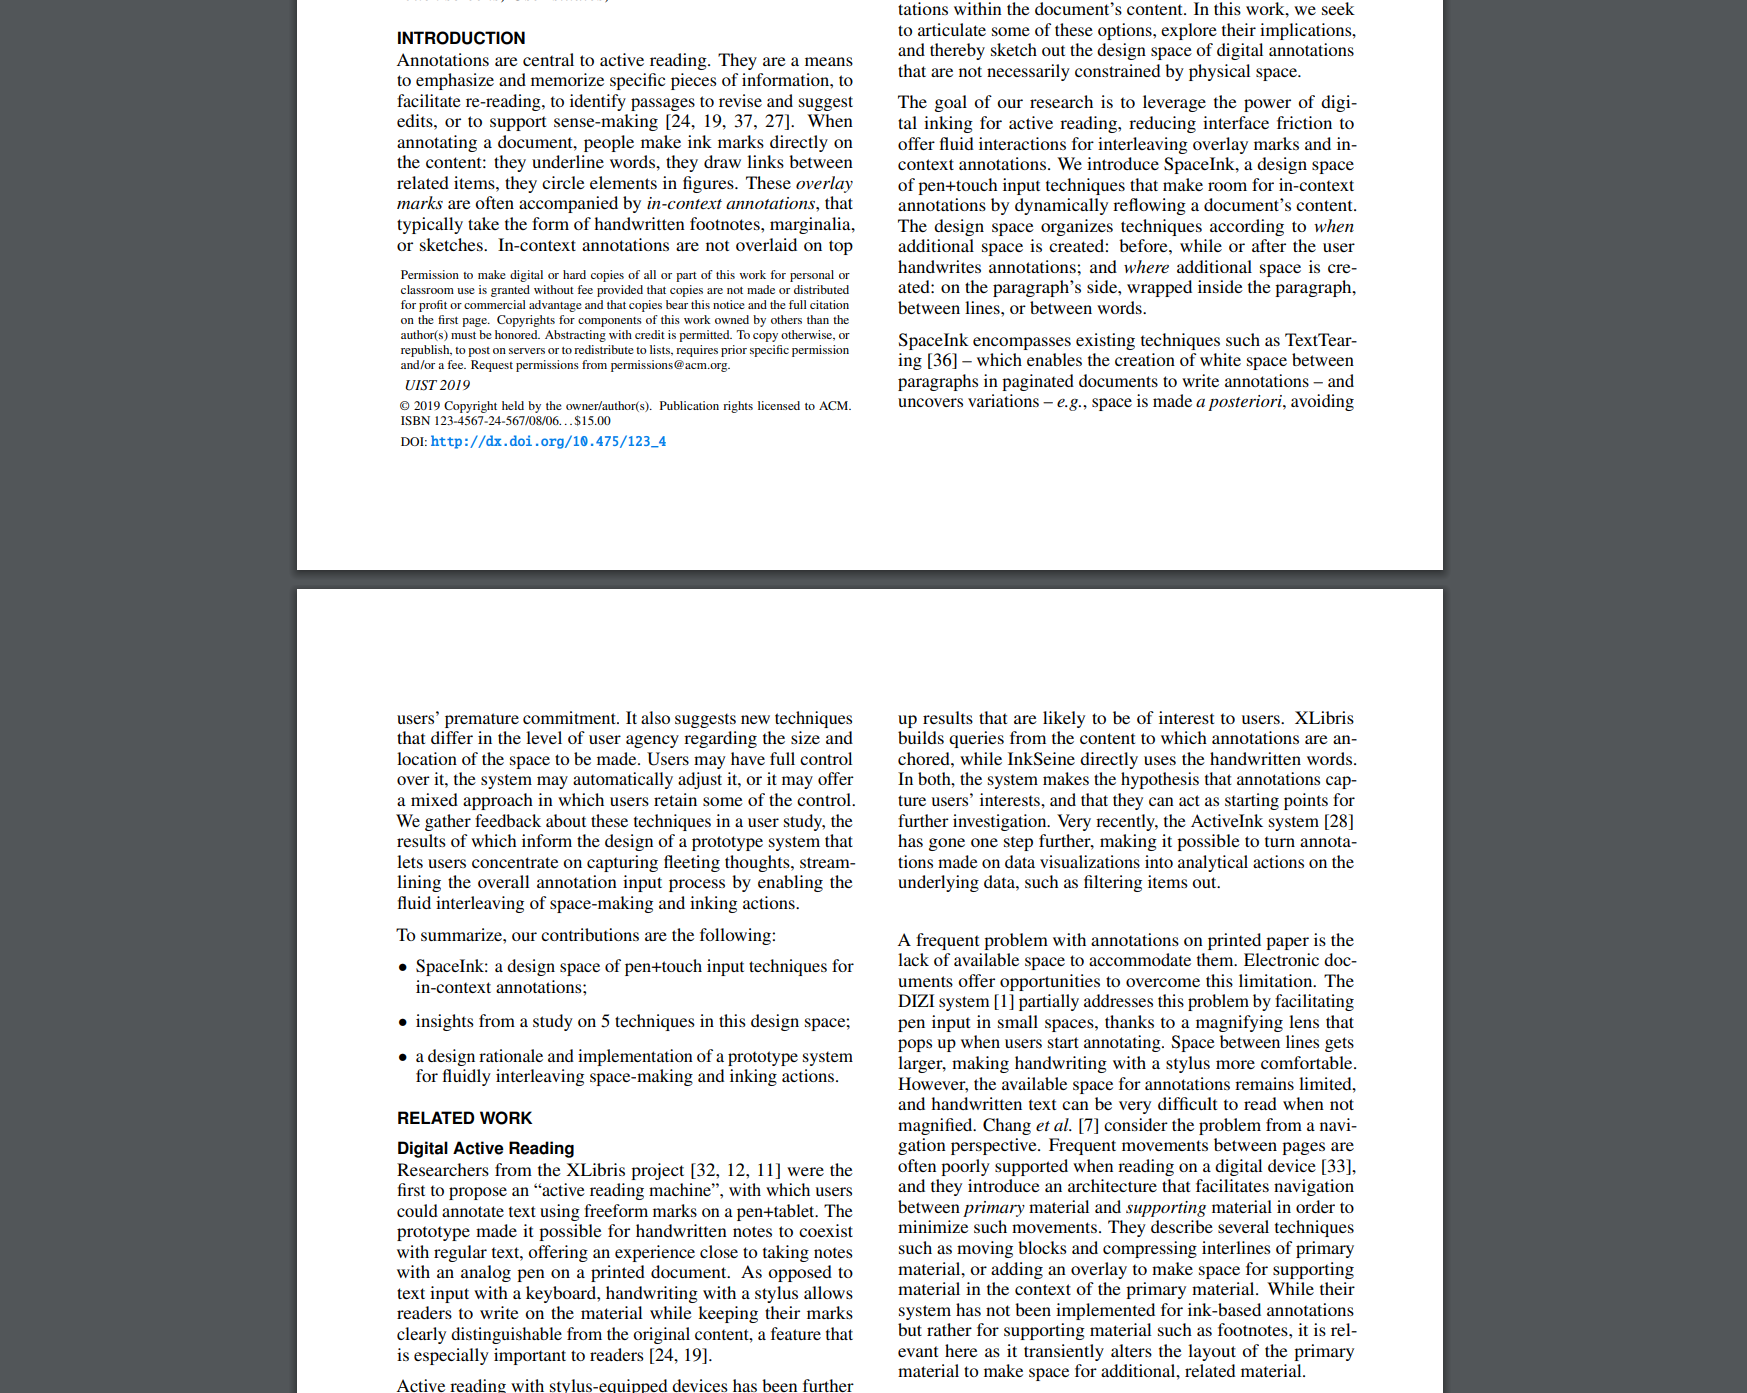 INTRODUCTION
Annotations are central to active reading. They are a means
to emphasize and memorize specific pieces of information, to
facilitate re-reading, to identify passages to revise and suggest
edits, or to support sense-making [24, 19, 37, 27]. When
annotating a document, people make ink marks directly on
the content: they underline words, they draw links between
related items, they circle elements in figures. These overlay
marks are often accompanied by in-context annotations, that
typically take the form of handwritten footnotes, marginalia,
or sketches. In-context annotations are not overlaid on top
Permission to make digital or hard copies of all or part of this work for personal or
classroom use is granted without fee provided that copies are not made or distributed
for profit or commercial advantage and that copies bear this notice and the full citation
on the first page. Copyrights for components of this work owned by others than the
author(s) must be honored. Abstracting with credit is permitted. To copy otherwise, or
republish, to post on servers or to redistribute to lists, requires prior specific permission
and/or a fee. Request permissions from permissions@acm.org.
UIST 2019
© 2019 Copyright held by the owner/author(s). Publication rights licensed to ACM.
ISBN 123-4567-24-567/08/06...$15.00
DOI: http://dx.doi.org/10.475/123_4
tations within the document's content. In this work, we seek
to articulate some of these options, explore their implications,
and thereby sketch out the design space of digital annotations
that are not necessarily constrained by physical space.
The goal of our research is to leverage the power of digi-
tal inking for active reading, reducing interface friction to
offer fluid interactions for interleaving overlay marks and in-
context annotations. We introduce SpaceInk, a design space
of pen+touch input techniques that make room for in-context
annotations by dynamically reflowing a document's content.
The design space organizes techniques according to when
additional space is created: before, while or after the user
handwrites annotations; and where additional space is cre-
ated: on the paragraph's side, wrapped inside the paragraph,
between lines, or between words.
SpaceInk encompasses existing techniques such as TextTear-
ing [36] – which enables the creation of white space between
paragraphs in paginated documents to write annotations – and
uncovers variations – e.g., space is made a posteriori, avoiding
users' premature commitment. It also suggests new techniques
that differ in the level of user agency regarding the size and
location of the space to be made. Users may have full control
over it, the system may automatically adjust it, or it may offer
a mixed approach in which users retain some of the control.
We gather feedback about these techniques in a user study, the
results of which inform the design of a prototype system that
lets users concentrate on capturing fleeting thoughts, stream-
lining the overall annotation input process by enabling the
fluid interleaving of space-making and inking actions.
To summarize, our contributions are the following:
• SpaceInk: a design space of pen+touch input techniques for
in-context annotations;
• insights from a study on 5 techniques in this design space;
• a design rationale and implementation of a prototype system
for fluidly interleaving space-making and inking actions.
RELATED WORK
Digital Active Reading
Researchers from the XLibris project [32, 12, 11] were the
first to propose an “active reading machine”, with which users
could annotate text using freeform marks on a pen+tablet. The
prototype made it possible for handwritten notes to coexist
with regular text, offering an experience close to taking notes
with an analog pen on a printed document. As opposed to
text input with a keyboard, handwriting with a stylus allows
readers to write on the material while keeping their marks
clearly distinguishable from the original content, a feature that
is especially important to readers [24, 19].
Active reading with stylus-equipped devices has been further
up results that are likely to be of interest to users. XLibris
builds queries from the content to which annotations are an-
chored, while InkSeine directly uses the handwritten words.
In both, the system makes the hypothesis that annotations cap-
ture users' interests, and that they can act as starting points for
further investigation. Very recently, the ActiveInk system [28]
has gone one step further, making it possible to turn annota-
tions made on data visualizations into analytical actions on the
underlying data, such as filtering items out.
A frequent problem with annotations on printed paper is the
lack of available space to accommodate them. Electronic doc-
uments offer opportunities to overcome this limitation. The
DIZI system [1] partially addresses this problem by facilitating
pen input in small spaces, thanks to a magnifying lens that
pops up when users start annotating. Space between lines gets
larger, making handwriting with a stylus more comfortable.
However, the available space for annotations remains limited,
and handwritten text can be very difficult to read when not
magnified. Chang et al. [7] consider the problem from a navi-
gation perspective. Frequent movements between pages are
often poorly supported when reading on a digital device [33],
and they introduce an architecture that facilitates navigation
between primary material and supporting material in order to
minimize such movements. They describe several techniques
such as moving blocks and compressing interlines of primary
material, or adding an overlay to make space for supporting
material in the context of the primary material. While their
system has not been implemented for ink-based annotations
but rather for supporting material such as footnotes, it is rel-
evant here as it transiently alters the layout of the primary
material to make space for additional, related material.